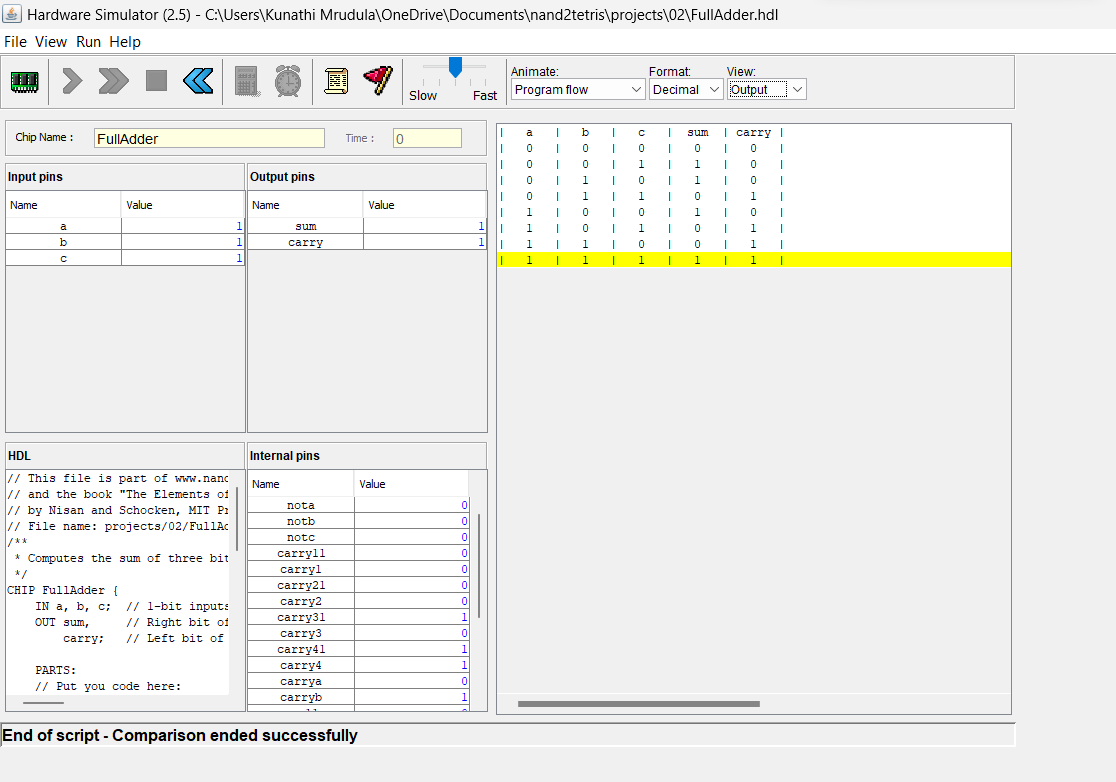 Hardware Simulator (2.5) - C:\Users\Kunathi Mrudula\OneDrive\Documents\nand2tetris\projects\02\FullAdder.hdl
File View Run Help
Slow Fast
Animate: Format: View:
Program flow Decimal Output
Chip Name : FullAdder Time : 0
Input pins
Name Value
a 1
b 1
c 1
Output pins
Name Value
sum 1
carry 1
HDL
// This file is part of www.nand
// and the book "The Elements of
// by Nisan and Schocken, MIT Pr
// File name: projects/02/FullAd
/**
 * Computes the sum of three bit
 */
CHIP FullAdder {
    IN a, b, c;  // 1-bit inputs
    OUT sum,     // Right bit of
        carry;   // Left bit of

    PARTS:
    // Put you code here:
Internal pins
Name Value
nota 0
notb 0
notc 0
carry11 0
carry1 0
carry21 0
carry2 0
carry31 1
carry3 0
carry41 1
carry4 1
carrya 0
carryb 1
| a | b | c | sum | carry |
| 0 | 0 | 0 | 0 | 0 |
| 0 | 0 | 1 | 1 | 0 |
| 0 | 1 | 0 | 1 | 0 |
| 0 | 1 | 1 | 0 | 1 |
| 1 | 0 | 0 | 1 | 0 |
| 1 | 0 | 1 | 0 | 1 |
| 1 | 1 | 0 | 0 | 1 |
| 1 | 1 | 1 | 1 | 1 |
End of script - Comparison ended successfully